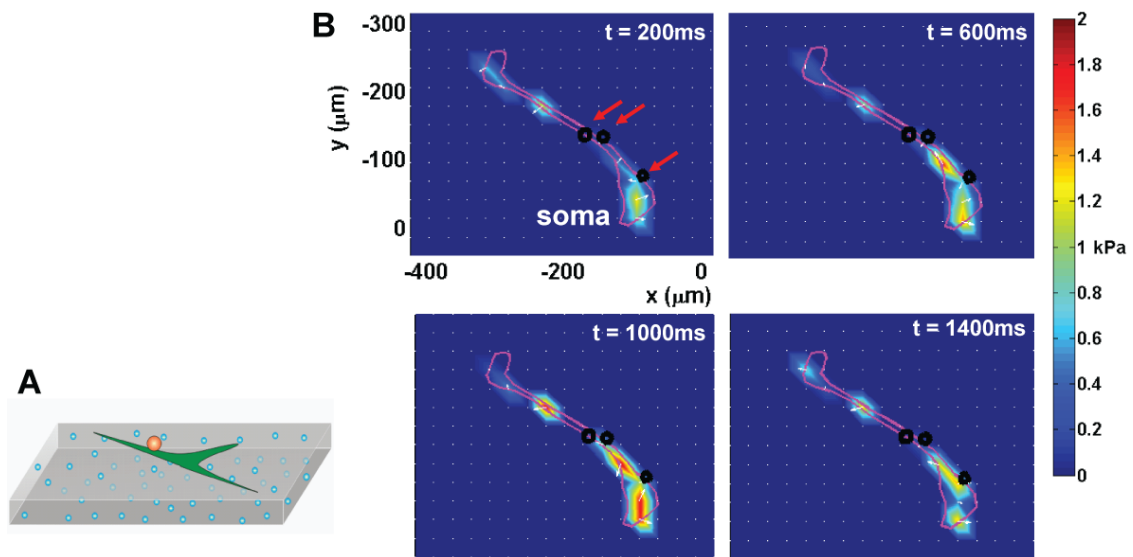 B
-300
-200
-100
0
y (μm)
t = 200ms
soma
-400
-200
0
x (μm)
t = 600ms
2
1.8
1.6
1.4
1.2
1 kPa
0.8
0.6
0.4
0.2
0
t = 1000ms
t = 1400ms
A